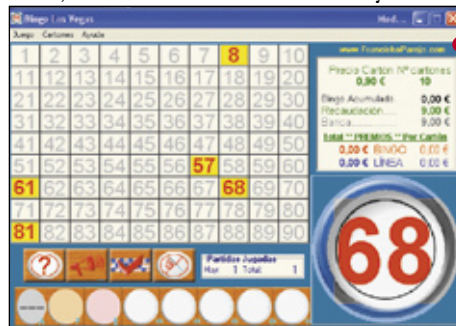 Bingo Las Vegas
Juego Cartones Ayuda
1 2 3 4 5 6 7 8 9 10
11 12 13 14 15 16 17 18 19 20
21 22 23 24 25 26 27 28 29 30
31 32 33 34 35 36 37 38 39 40
41 42 43 44 45 46 47 48 49 50
51 52 53 54 55 56 57 58 59 60
61 62 63 64 65 66 67 68 69 70
71 72 73 74 75 76 77 78 79 80
81 82 83 84 85 86 87 88 89 90
Precio Cartón Nº cartones
0,90 € 10
Bingo Acumulado 0,00 €
Recaudación 9,00 €
Banca 9,00 €
Total ** PREMIOS ** Por Cartón
0,00 € BINGO 0,00 €
0,00 € LÍNEA 0,00 €
68
Partidas Jugadas
Hoy 1 Total 1